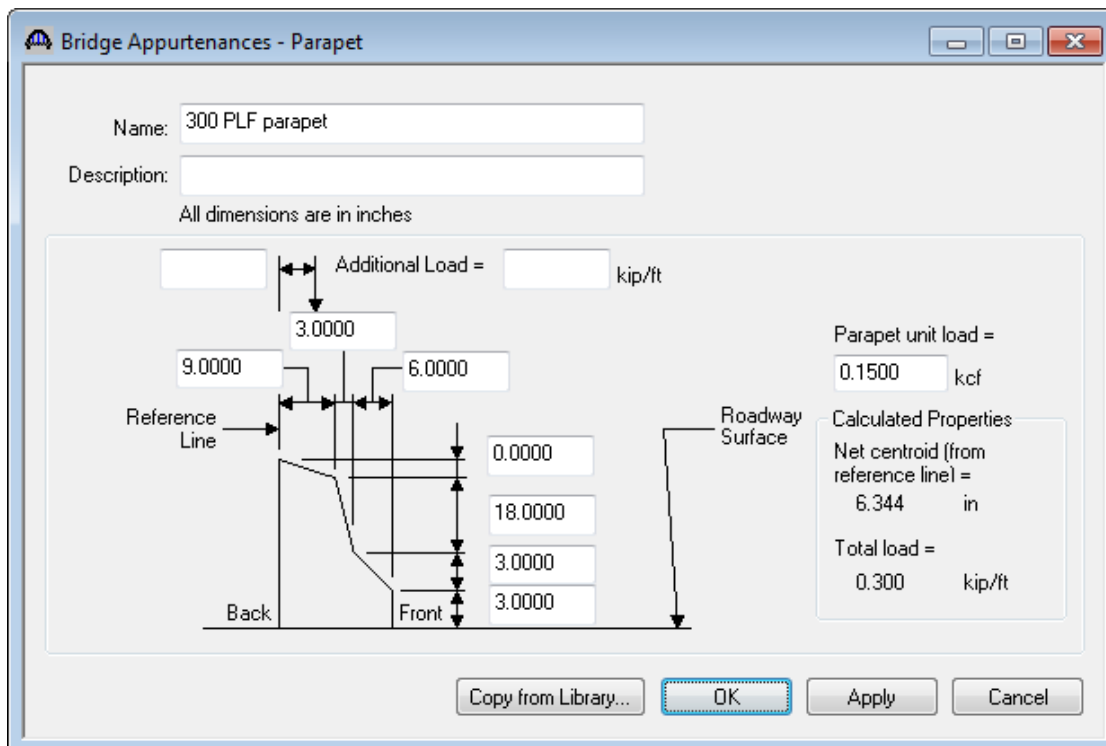 Bridge Appurtenances - Parapet
Name: 300 PLF parapet
Description:
All dimensions are in inches
Additional Load = kip/ft
3.0000
9.0000 6.0000
Parapet unit load =
0.1500 kcf
Reference
Line
Roadway
Surface
0.0000
18.0000
3.0000
3.0000
Back Front
Calculated Properties
Net centroid (from
reference line) =
6.344 in
Total load =
0.300 kip/ft
Copy from Library... OK Apply Cancel